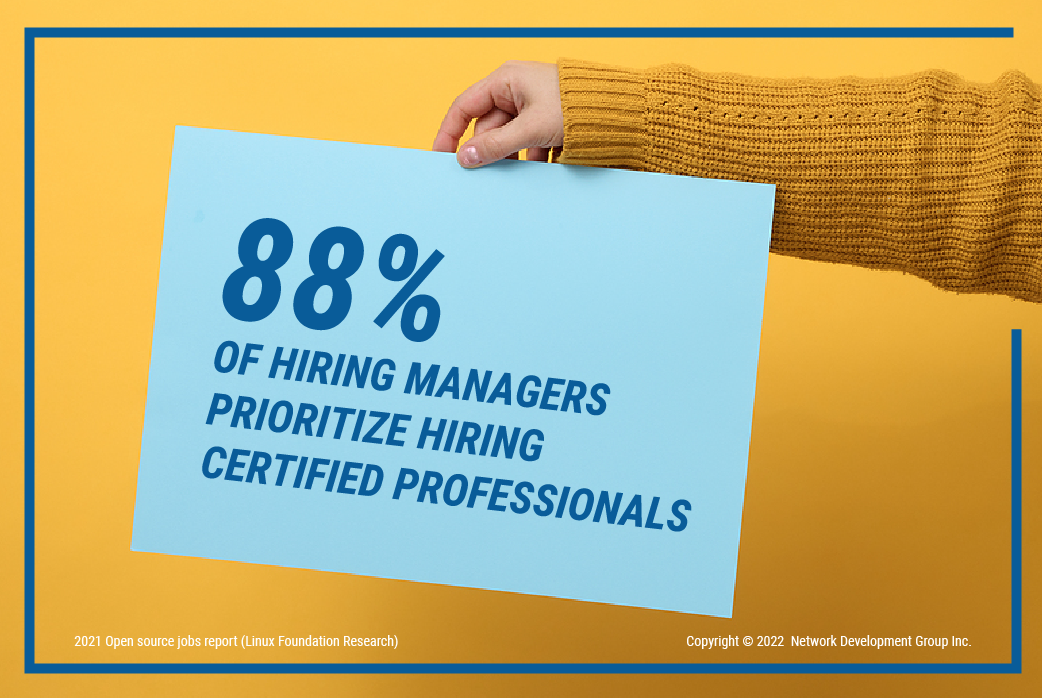 88%
OF HIRING MANAGERS
PRIORITIZE HIRING
CERTIFIED PROFESSIONALS
2021 Open source jobs report (Linux Foundation Research)
Copyright © 2022 Network Development Group Inc.